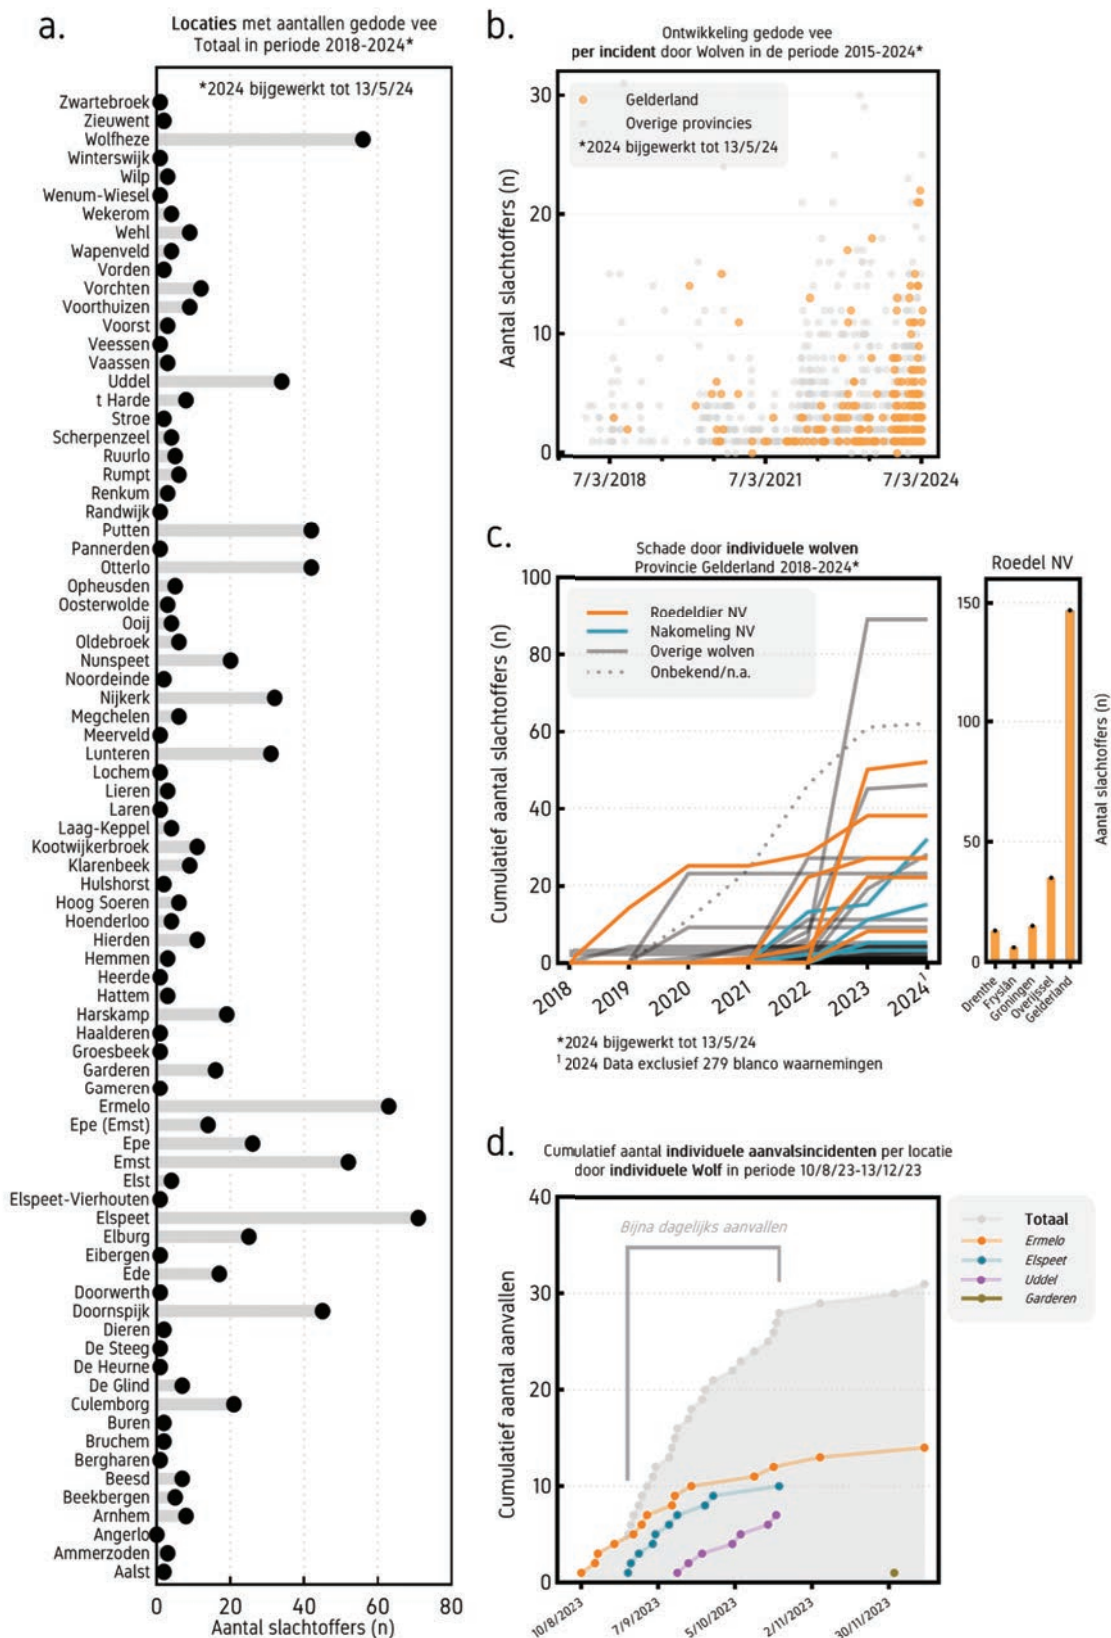 a.
Locaties met aantallen gedode vee
Totaal in periode 2018-2024*
*2024 bijgewerkt tot 13/5/24
Zwartebroek
Zieuwent
Wolfheze
Winterswijk
Wilp
Wenum-Wiesel
Wekerom
Wehl
Wapenveld
Vorden
Vorchten
Voorthuizen
Voorst
Veessen
Vaassen
Uddel
t Harde
Stroe
Scherpenzeel
Ruurlo
Rumpt
Renkum
Randwijk
Putten
Pannerden
Otterlo
Opheusden
Oosterwolde
Ooij
Oldebroek
Nunspeet
Noordeinde
Nijkerk
Megchelen
Meerveld
Lunteren
Lochem
Lieren
Laren
Laag-Keppel
Kootwijkerbroek
Klarenbeek
Hulshorst
Hoog Soeren
Hoenderloo
Hierden
Hemmen
Heerde
Hattem
Harskamp
Haalderen
Groesbeek
Garderen
Gameren
Ermelo
Epe (Emst)
Epe
Emst
Elst
Elspeet-Vierhouten
Elspeet
Elburg
Eibergen
Ede
Doorwerth
Doornspijk
Dieren
De Steeg
De Heurne
De Glind
Culemborg
Buren
Bruchem
Bergharen
Beesd
Beekbergen
Arnhem
Angerlo
Ammerzoden
Aalst
0 20 40 60 80
Aantal slachtoffers (n)
b.
Ontwikkeling gedode vee
per incident door Wolven in de periode 2015-2024*
Aantal slachtoffers (n)
30
20
10
0
Gelderland
Overige provincies
*2024 bijgewerkt tot 13/5/24
7/3/2018 7/3/2021 7/3/2024
c.
Schade door individuele wolven
Provincie Gelderland 2018-2024*
Cumulatief aantal slachtoffers (n)
100
80
60
40
20
0
Roedeldier NV
Nakomeling NV
Overige wolven
Onbekend/n.a.
2018 2019 2020 2021 2022 2023 2024¹
*2024 bijgewerkt tot 13/5/24
¹ 2024 Data exclusief 279 blanco waarnemingen
Roedel NV
150
100
50
0
Aantal slachtoffers (n)
Drenthe
Fryslân
Groningen
Overijssel
Gelderland
d.
Cumulatief aantal individuele aanvalsincidenten per locatie
door individuele Wolf in periode 10/8/23-13/12/23
Cumulatief aantal aanvallen
40
30
20
10
0
Bijna dagelijks aanvallen
Totaal
Ermelo
Elspeet
Uddel
Garderen
10/8/2023 7/9/2023 5/10/2023 2/11/2023 30/11/2023